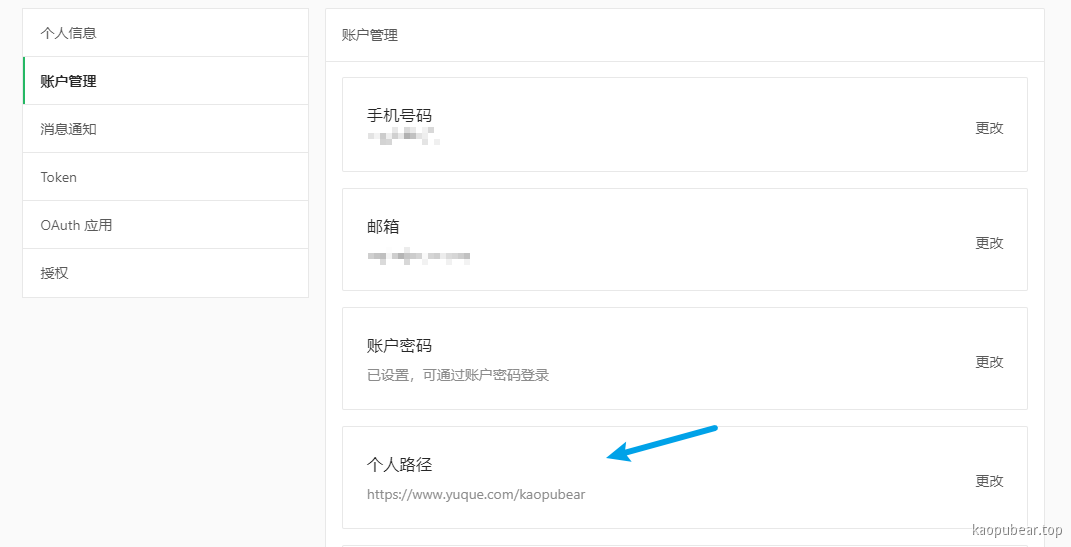 个人信息
账户管理
消息通知
Token
OAuth 应用
授权
账户管理
手机号码
更改
邮箱
更改
账户密码
已设置，可通过账户密码登录
更改
个人路径
https://www.yuque.com/kaopubear
更改
kaopubear.top